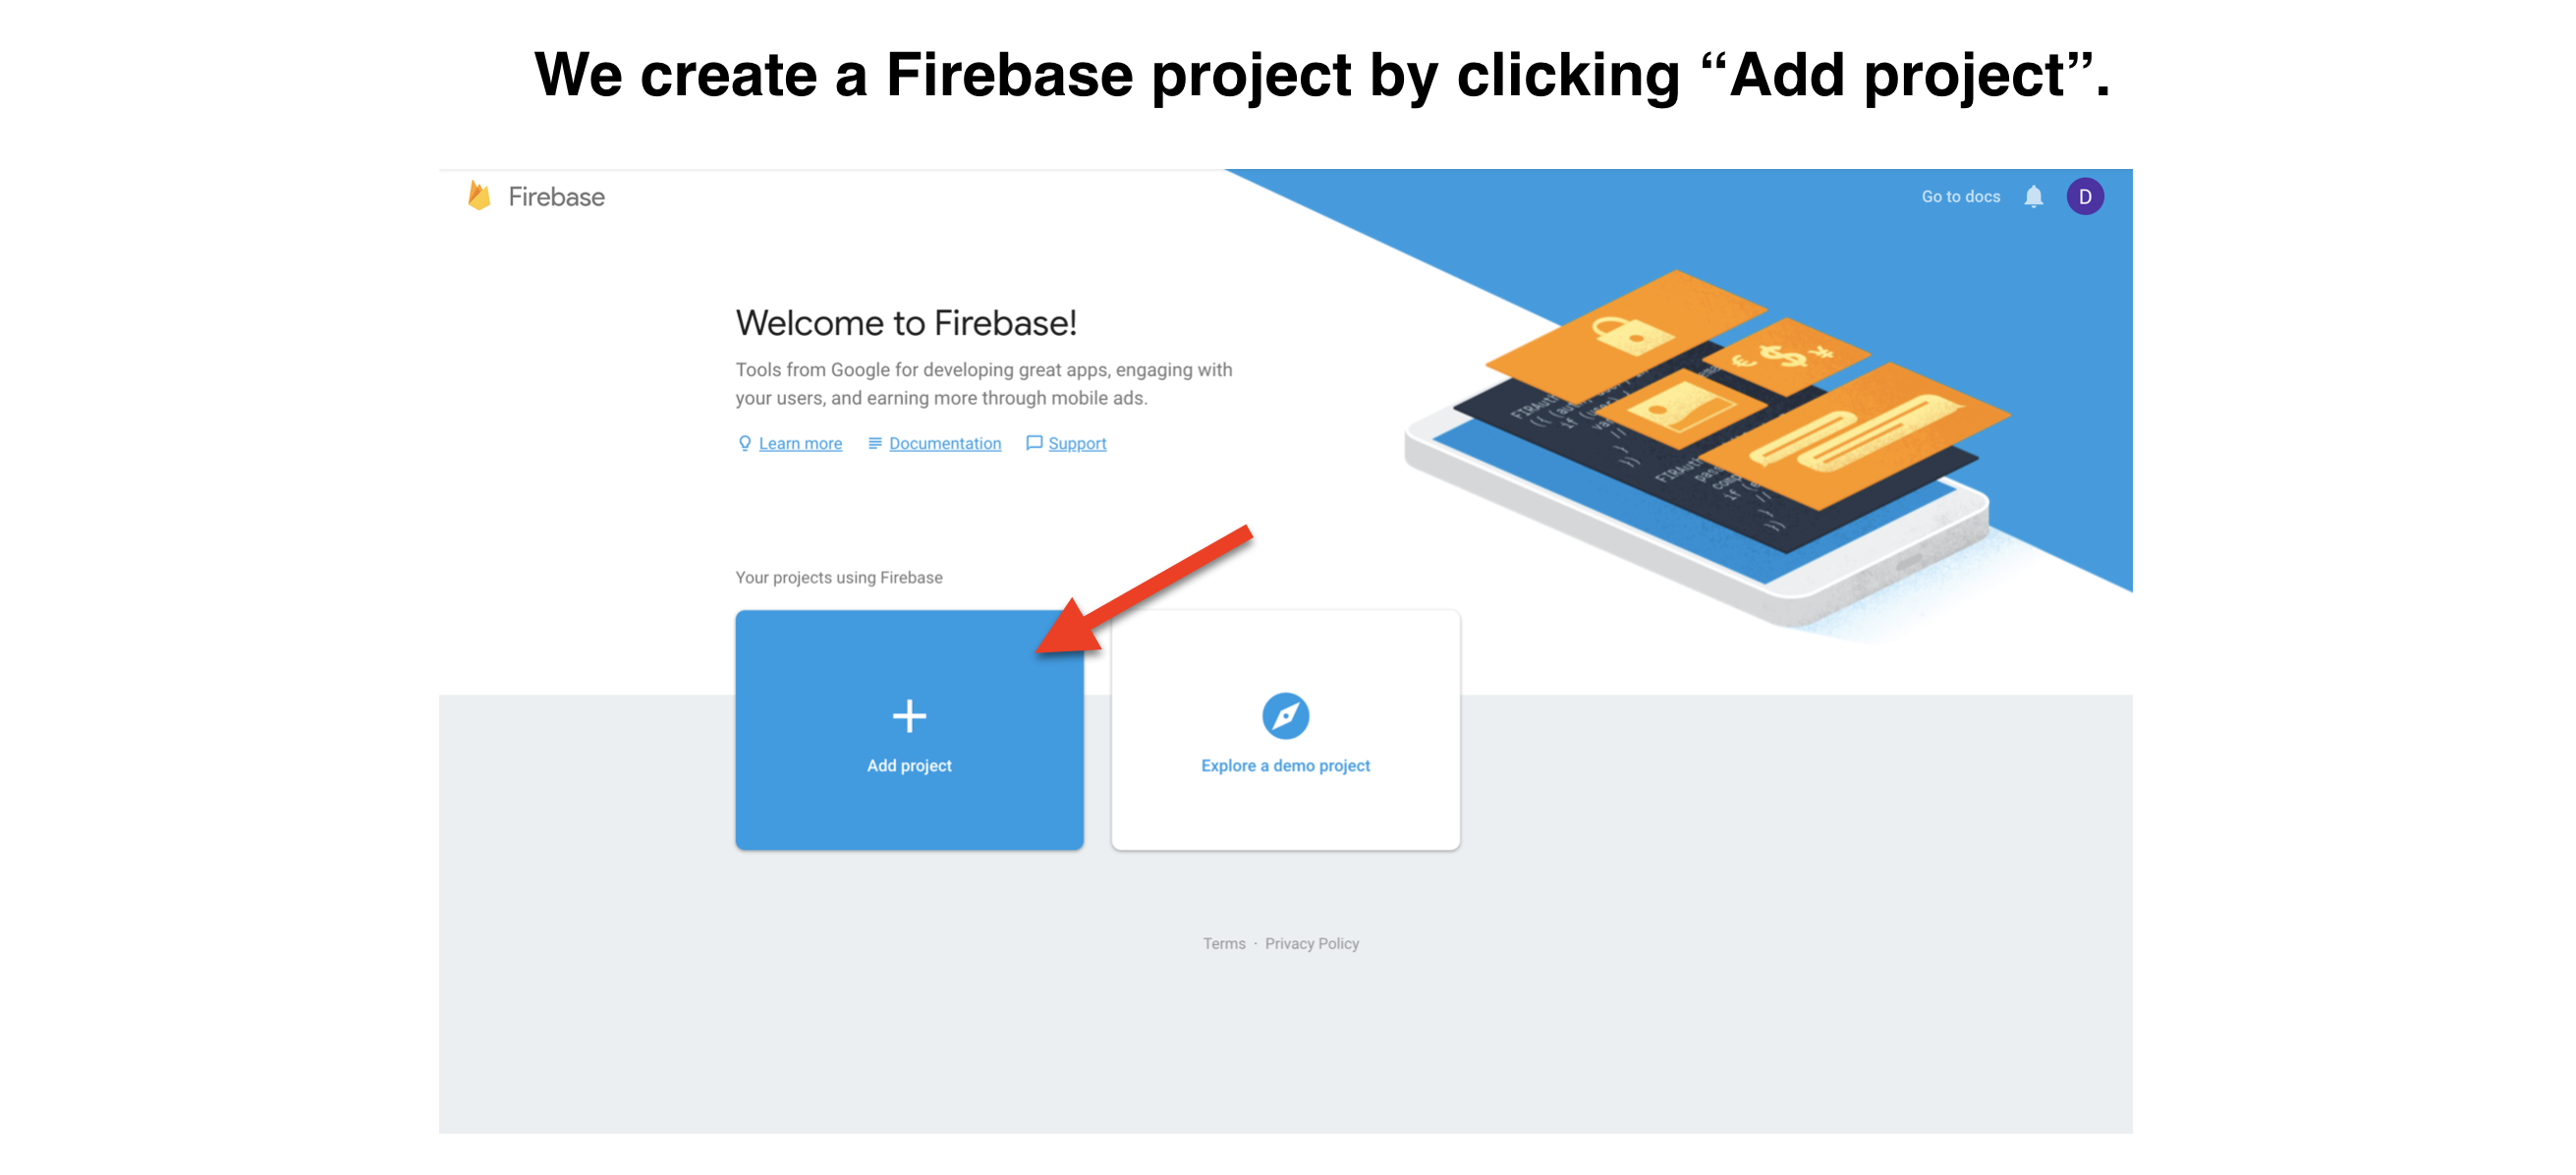 We create a Firebase project by clicking “Add project”.
Firebase
Go to docs
D
Welcome to Firebase!
Tools from Google for developing great apps, engaging with
your users, and earning more through mobile ads.
Learn more Documentation Support
Your projects using Firebase
Add project
Explore a demo project
Terms · Privacy Policy